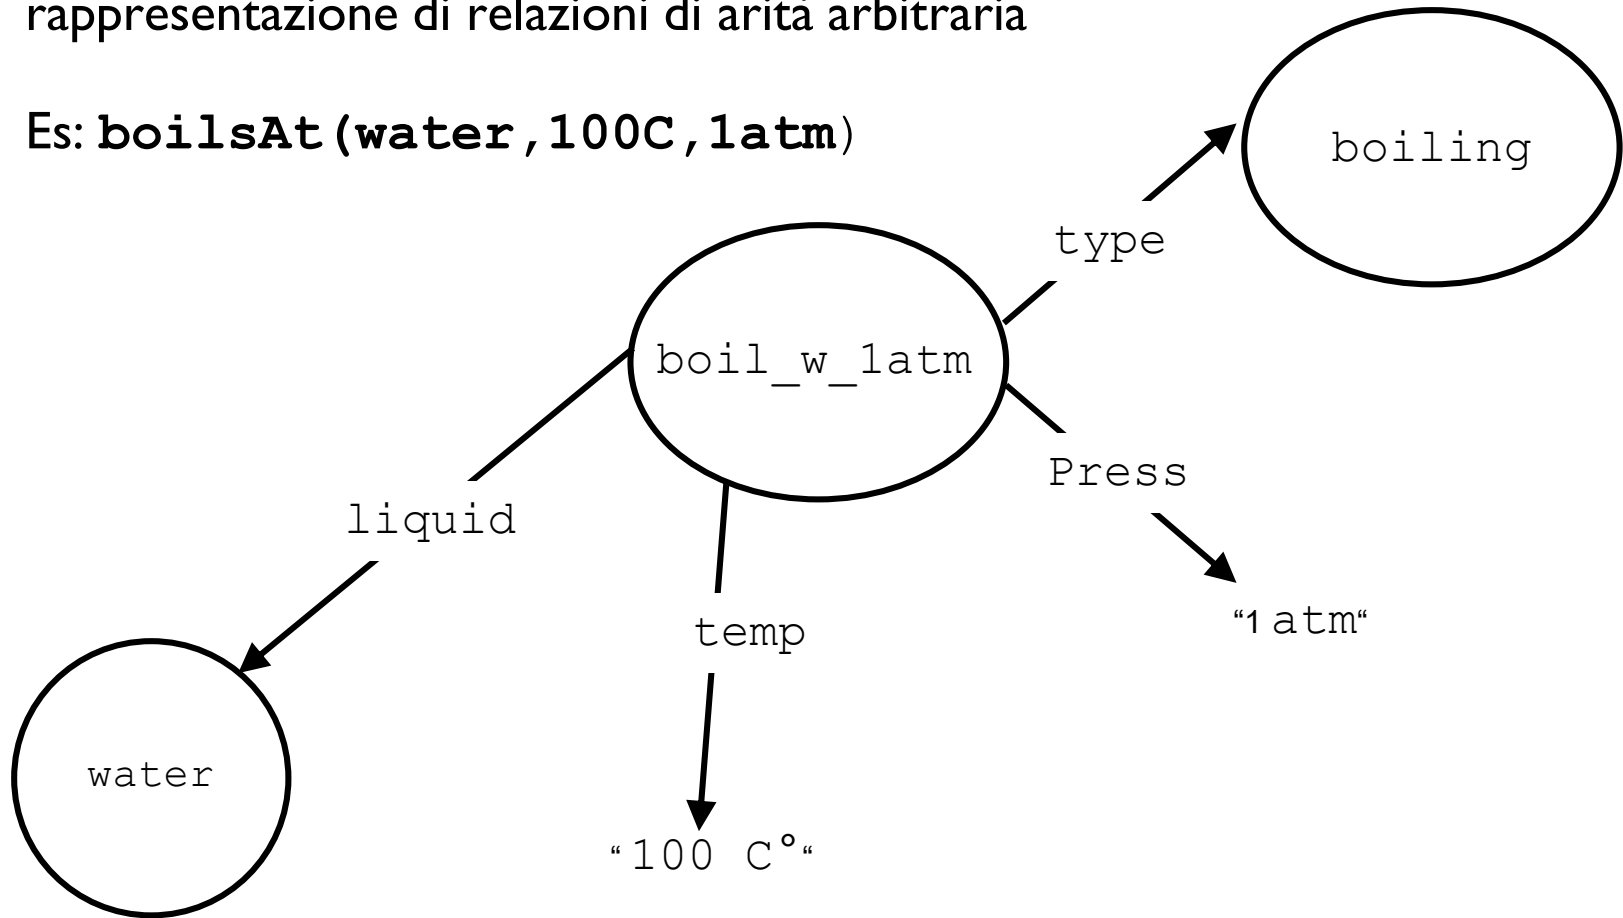 rappresentazione di relazioni di arità arbitraria
Es: boilsAt(water,100C,1atm)
boiling
type
boil_w_1atm
Press
liquid
"1 atm"
temp
water
“100 C°“